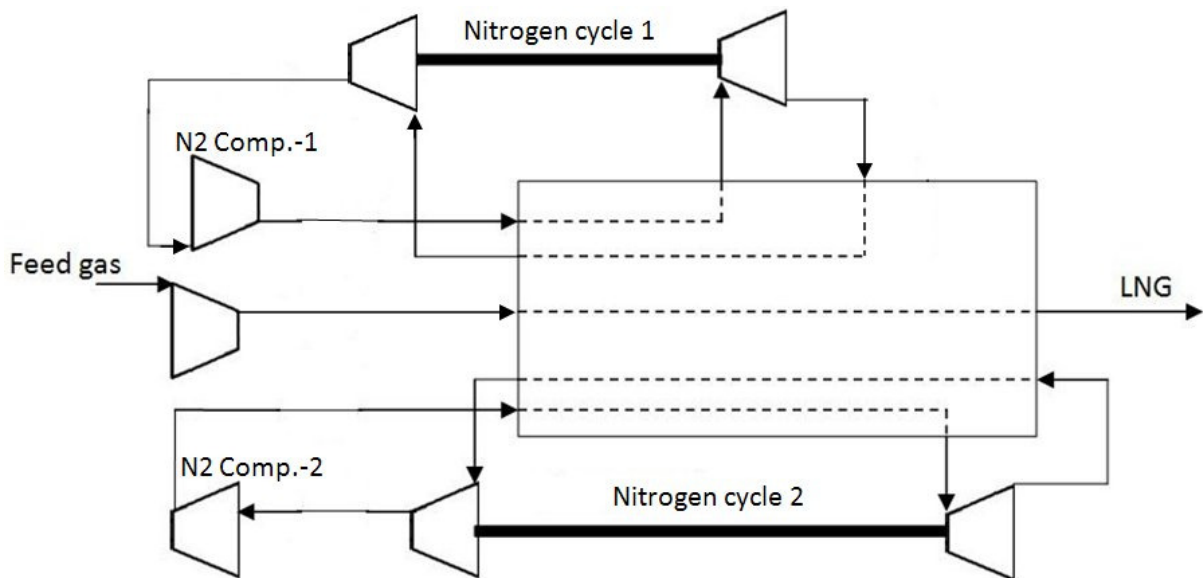 Nitrogen cycle 1
N2 Comp.-1
Feed gas
LNG
N2 Comp.-2
Nitrogen cycle 2